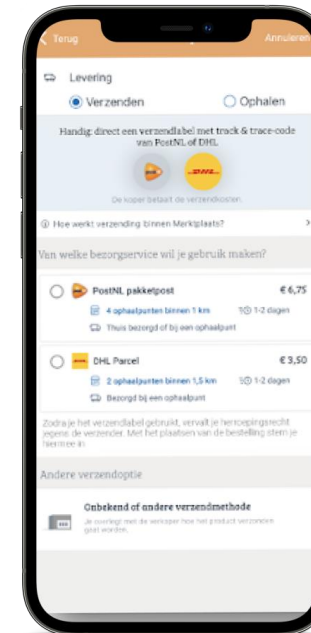 Terug
Annuleren
Levering
Verzenden
Ophalen
Handig: direct een verzendlabel met track & trace-code
van PostNL of DHL
DHL
De koper betaalt de verzendkosten.
Hoe werkt verzending binnen Marktplaats?
Van welke bezorgservice wil je gebruik maken?
PostNL pakketpost € 6,75
4 ophaalpunten binnen 1 km 1-2 dagen
Thuis bezorgd of bij een ophaalpunt
DHL Parcel € 3,50
2 ophaalpunten binnen 1,5 km 1-2 dagen
Bezorgd bij een ophaalpunt
Zodra je het verzendlabel gebruikt, vervalt je herroepingsrecht
jegens de verzender. Met het plaatsen van de bestelling stem je
hiermee in
Andere verzendoptie
Onbekend of andere verzendmethode
Je overlegt met de verkoper hoe het product verzonden
gaat worden.